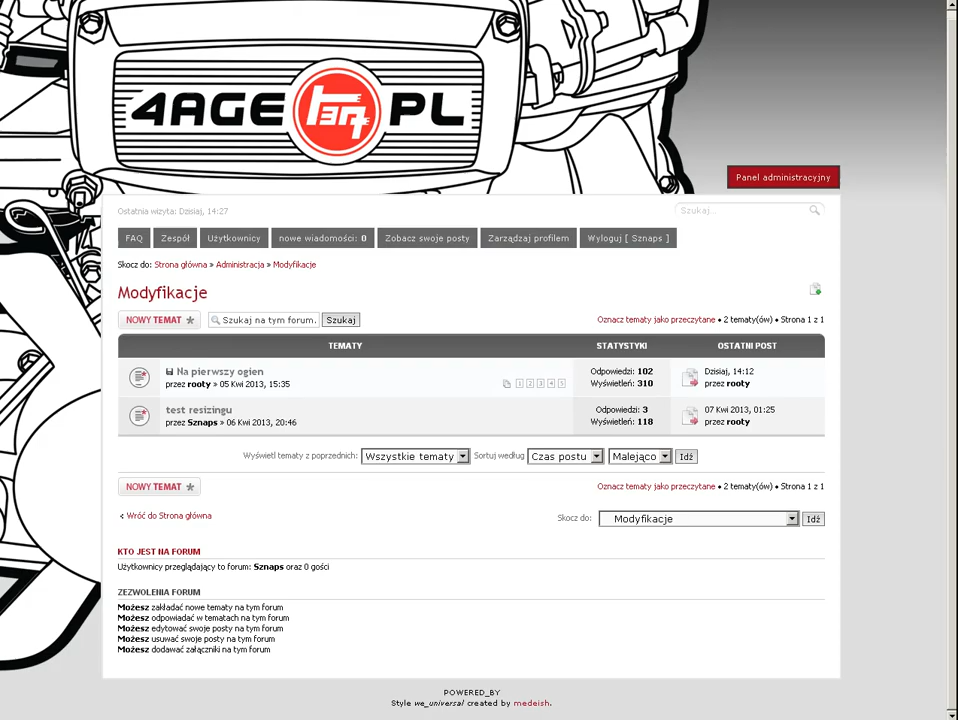 4AGE TEQ PL
Panel administracyjny
Ostatnia wizyta: Dzisiaj, 14:27
Szukaj...
FAQ Zespół Użytkownicy nowe wiadomości: 0 Zobacz swoje posty Zarządzaj profilem Wyloguj [ Sznaps ]
Skocz do: Strona główna » Administracja » Modyfikacje
Modyfikacje
NOWY TEMAT Szukaj na tym forum. Szukaj Oznacz tematy jako przeczytane • 2 tematy(ów) • Strona 1 z 1
TEMATY STATYSTYKI OSTATNI POST
Na pierwszy ogien Odpowiedzi: 102 Dzisiaj, 14:12
przez rooty » 05 Kwi 2013, 15:35 1 2 3 4 5 Wyświetleń: 310 przez rooty
test resizingu Odpowiedzi: 3 07 Kwi 2013, 01:25
przez Sznaps » 06 Kwi 2013, 20:46 Wyświetleń: 118 przez rooty
Wyświetl tematy z poprzednich: Wszystkie tematy Sortuj według Czas postu Malejąco Idź
NOWY TEMAT Oznacz tematy jako przeczytane • 2 tematy(ów) • Strona 1 z 1
‹ Wróć do Strona główna Skocz do: Modyfikacje Idź
KTO JEST NA FORUM
Użytkownicy przeglądający to forum: Sznaps oraz 0 gości
ZEZWOLENIA FORUM
Możesz zakładać nowe tematy na tym forum
Możesz odpowiadać w tematach na tym forum
Możesz edytować swoje posty na tym forum
Możesz usuwać swoje posty na tym forum
Możesz dodawać załączniki na tym forum
POWERED_BY
Style we_universal created by medeish.